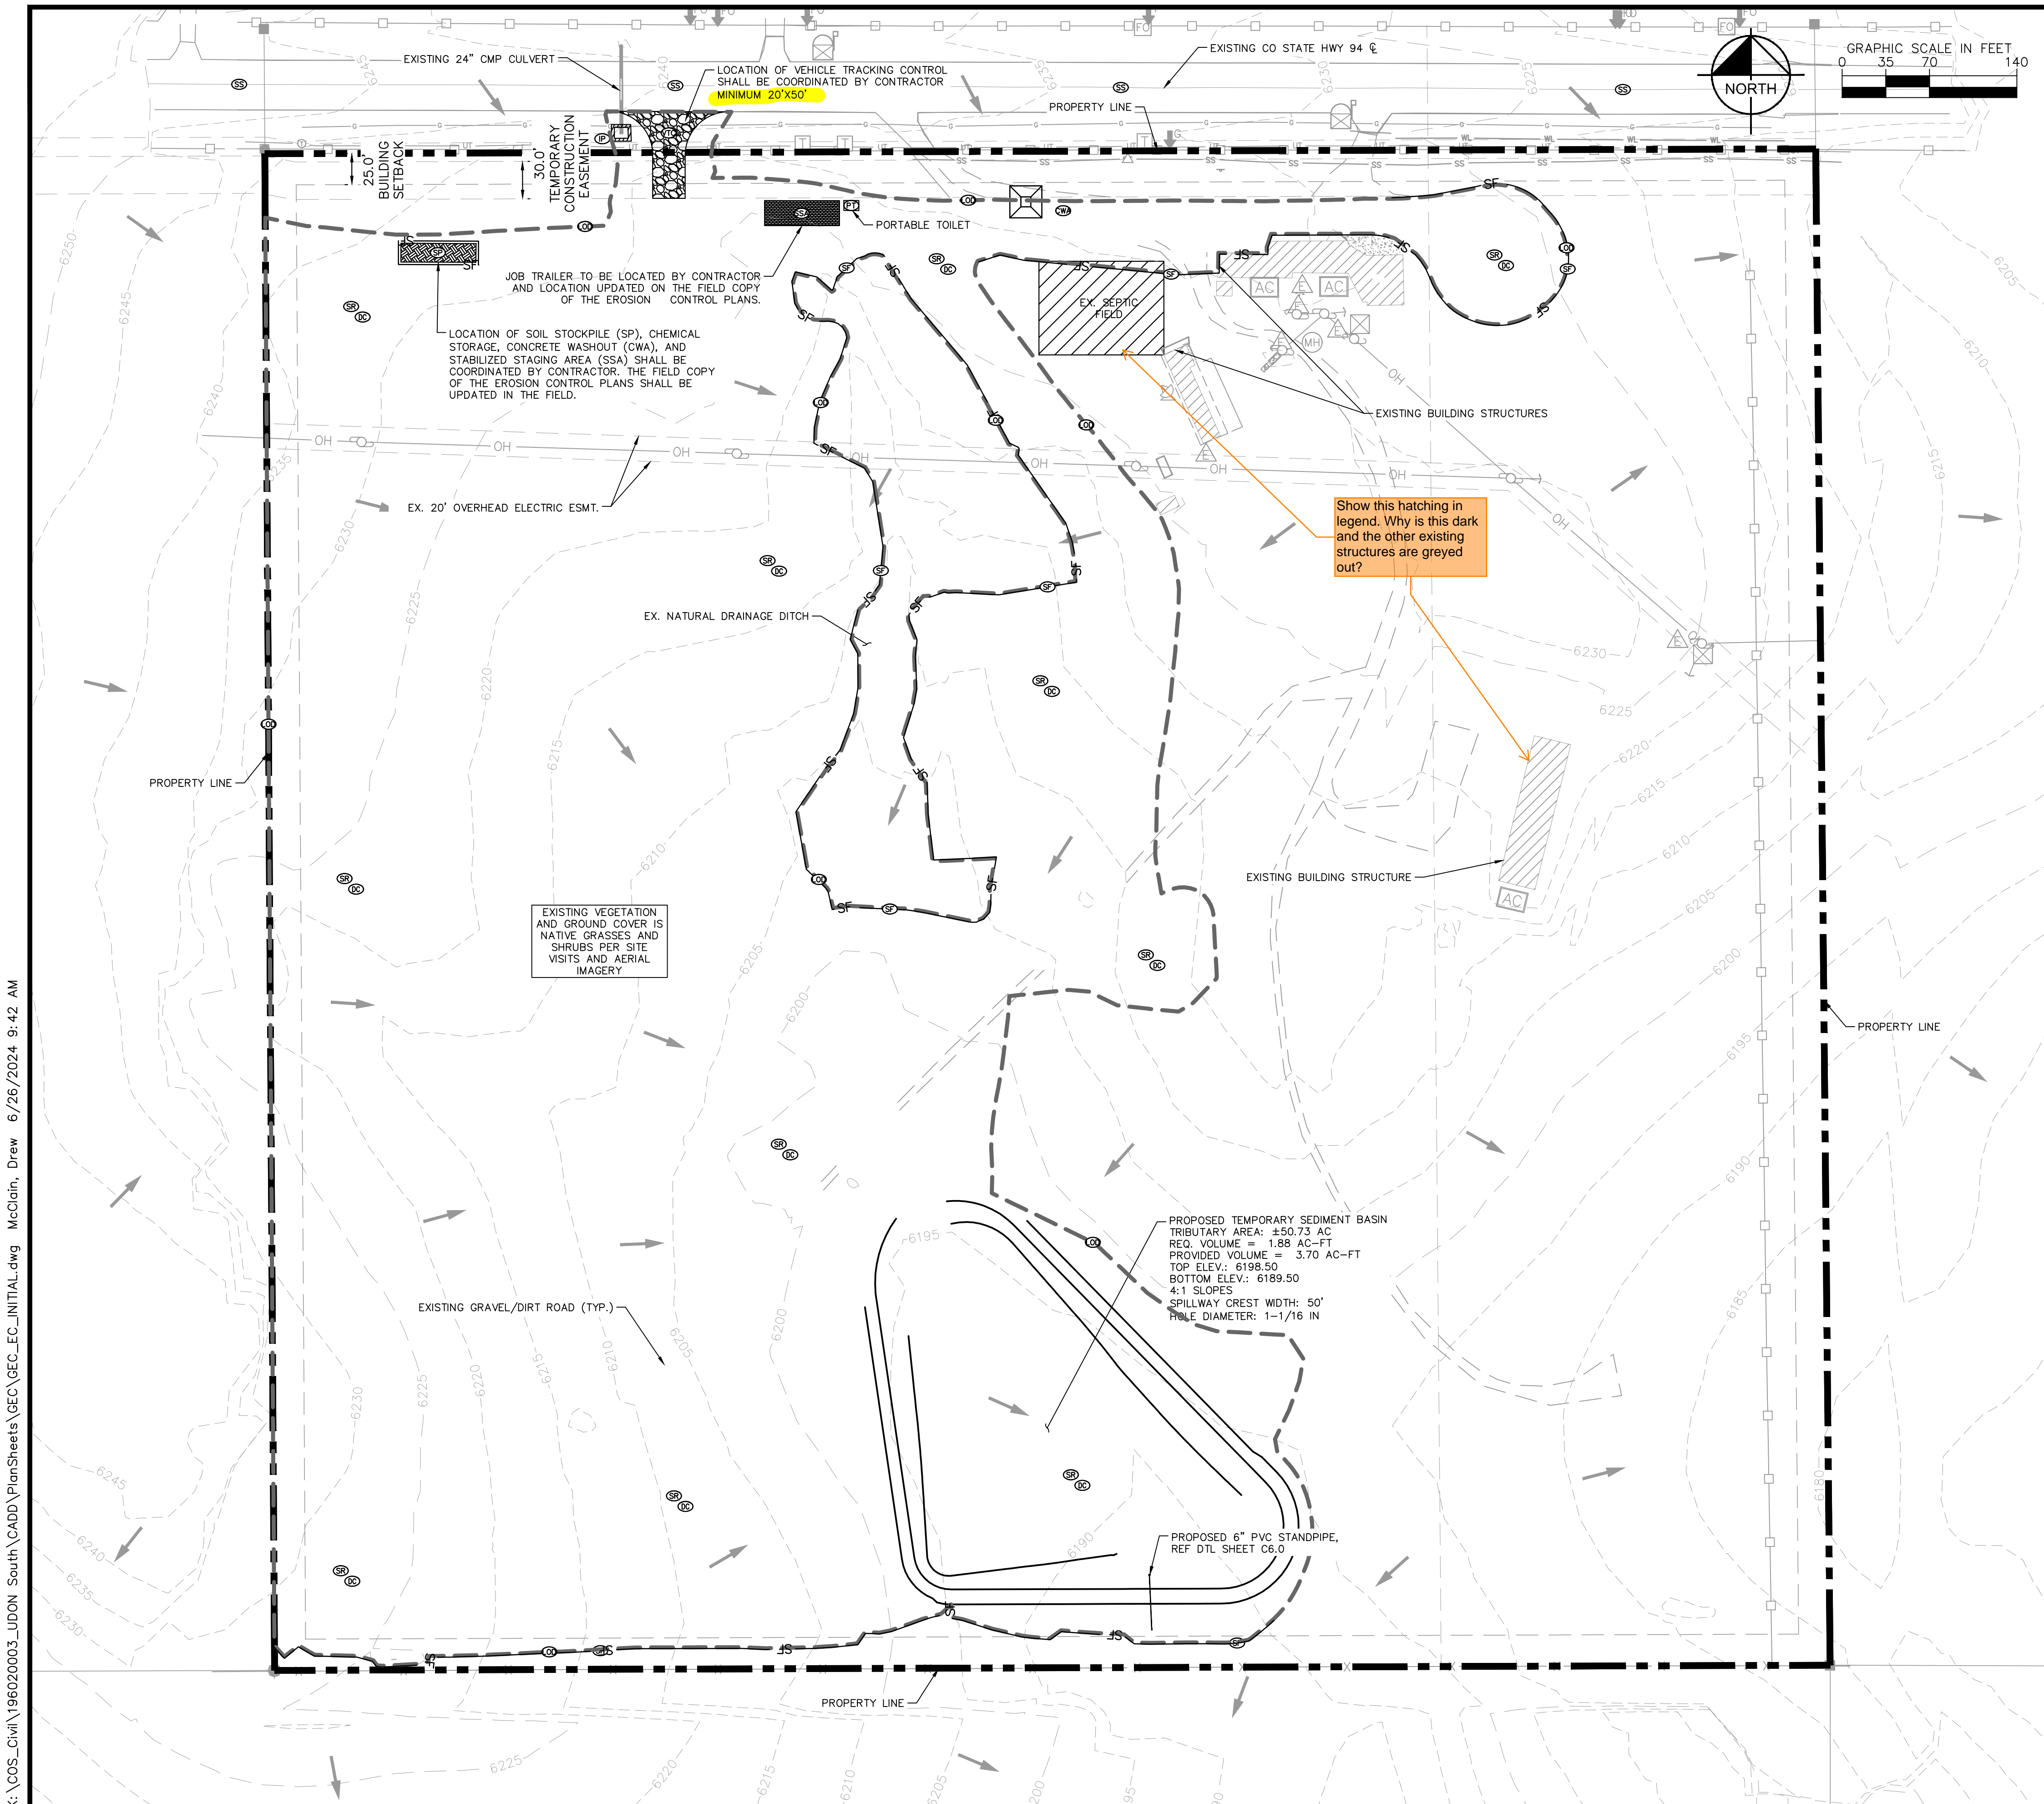 EXISTING 24" CMP CULVERT
LOCATION OF VEHICLE TRACKING CONTROL
SHALL BE COORDINATED BY CONTRACTOR
MINIMUM 20'X50'
EXISTING CO STATE HWY 94 ℄
PROPERTY LINE
NORTH
GRAPHIC SCALE IN FEET
0 35 70 140
25.0'
BUILDING
SETBACK
30.0'
TEMPORARY
CONSTRUCTION
EASEMENT
PORTABLE TOILET
JOB TRAILER TO BE LOCATED BY CONTRACTOR
AND LOCATION UPDATED ON THE FIELD COPY
OF THE EROSION CONTROL PLANS.
LOCATION OF SOIL STOCKPILE (SP), CHEMICAL
STORAGE, CONCRETE WASHOUT (CWA), AND
STABILIZED STAGING AREA (SSA) SHALL BE
COORDINATED BY CONTRACTOR. THE FIELD COPY
OF THE EROSION CONTROL PLANS SHALL BE
UPDATED IN THE FIELD.
EX. SEPTIC
FIELD
EXISTING BUILDING STRUCTURES
EX. 20' OVERHEAD ELECTRIC ESMT.
Show this hatching in
legend. Why is this dark
and the other existing
structures are greyed
out?
EX. NATURAL DRAINAGE DITCH
PROPERTY LINE
EXISTING BUILDING STRUCTURE
EXISTING VEGETATION
AND GROUND COVER IS
NATIVE GRASSES AND
SHRUBS PER SITE
VISITS AND AERIAL
IMAGERY
PROPERTY LINE
PROPOSED TEMPORARY SEDIMENT BASIN
TRIBUTARY AREA: ±50.73 AC
REQ. VOLUME = 1.88 AC-FT
PROVIDED VOLUME = 3.70 AC-FT
TOP ELEV.: 6198.50
BOTTOM ELEV.: 6189.50
4:1 SLOPES
SPILLWAY CREST WIDTH: 50'
HOLE DIAMETER: 1-1/16 IN
EXISTING GRAVEL/DIRT ROAD (TYP.)
PROPOSED 6" PVC STANDPIPE,
REF DTL SHEET C6.0
PROPERTY LINE
K:\COS_Civil\196020003_UDON South\CADD\PlanSheets\GEC\GEC_EC_INITIAL.dwg McClain, Drew 6/26/2024 9:42 AM